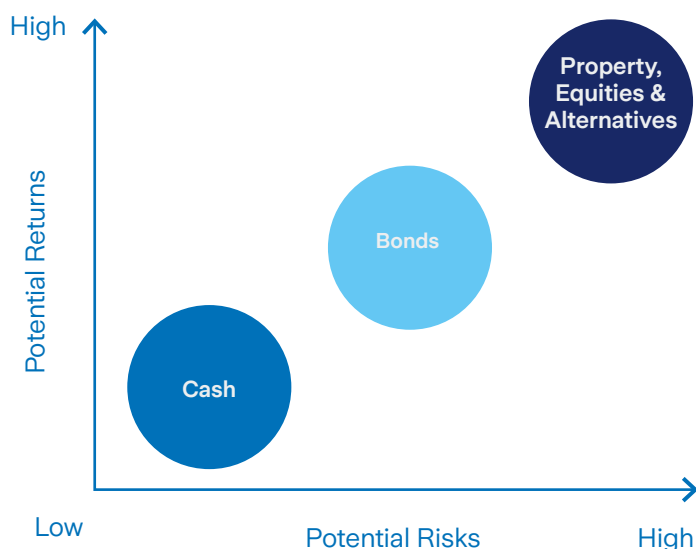 High
Property,
Equities &
Alternatives
Potential Returns
Bonds
Cash
Low
Potential Risks
High